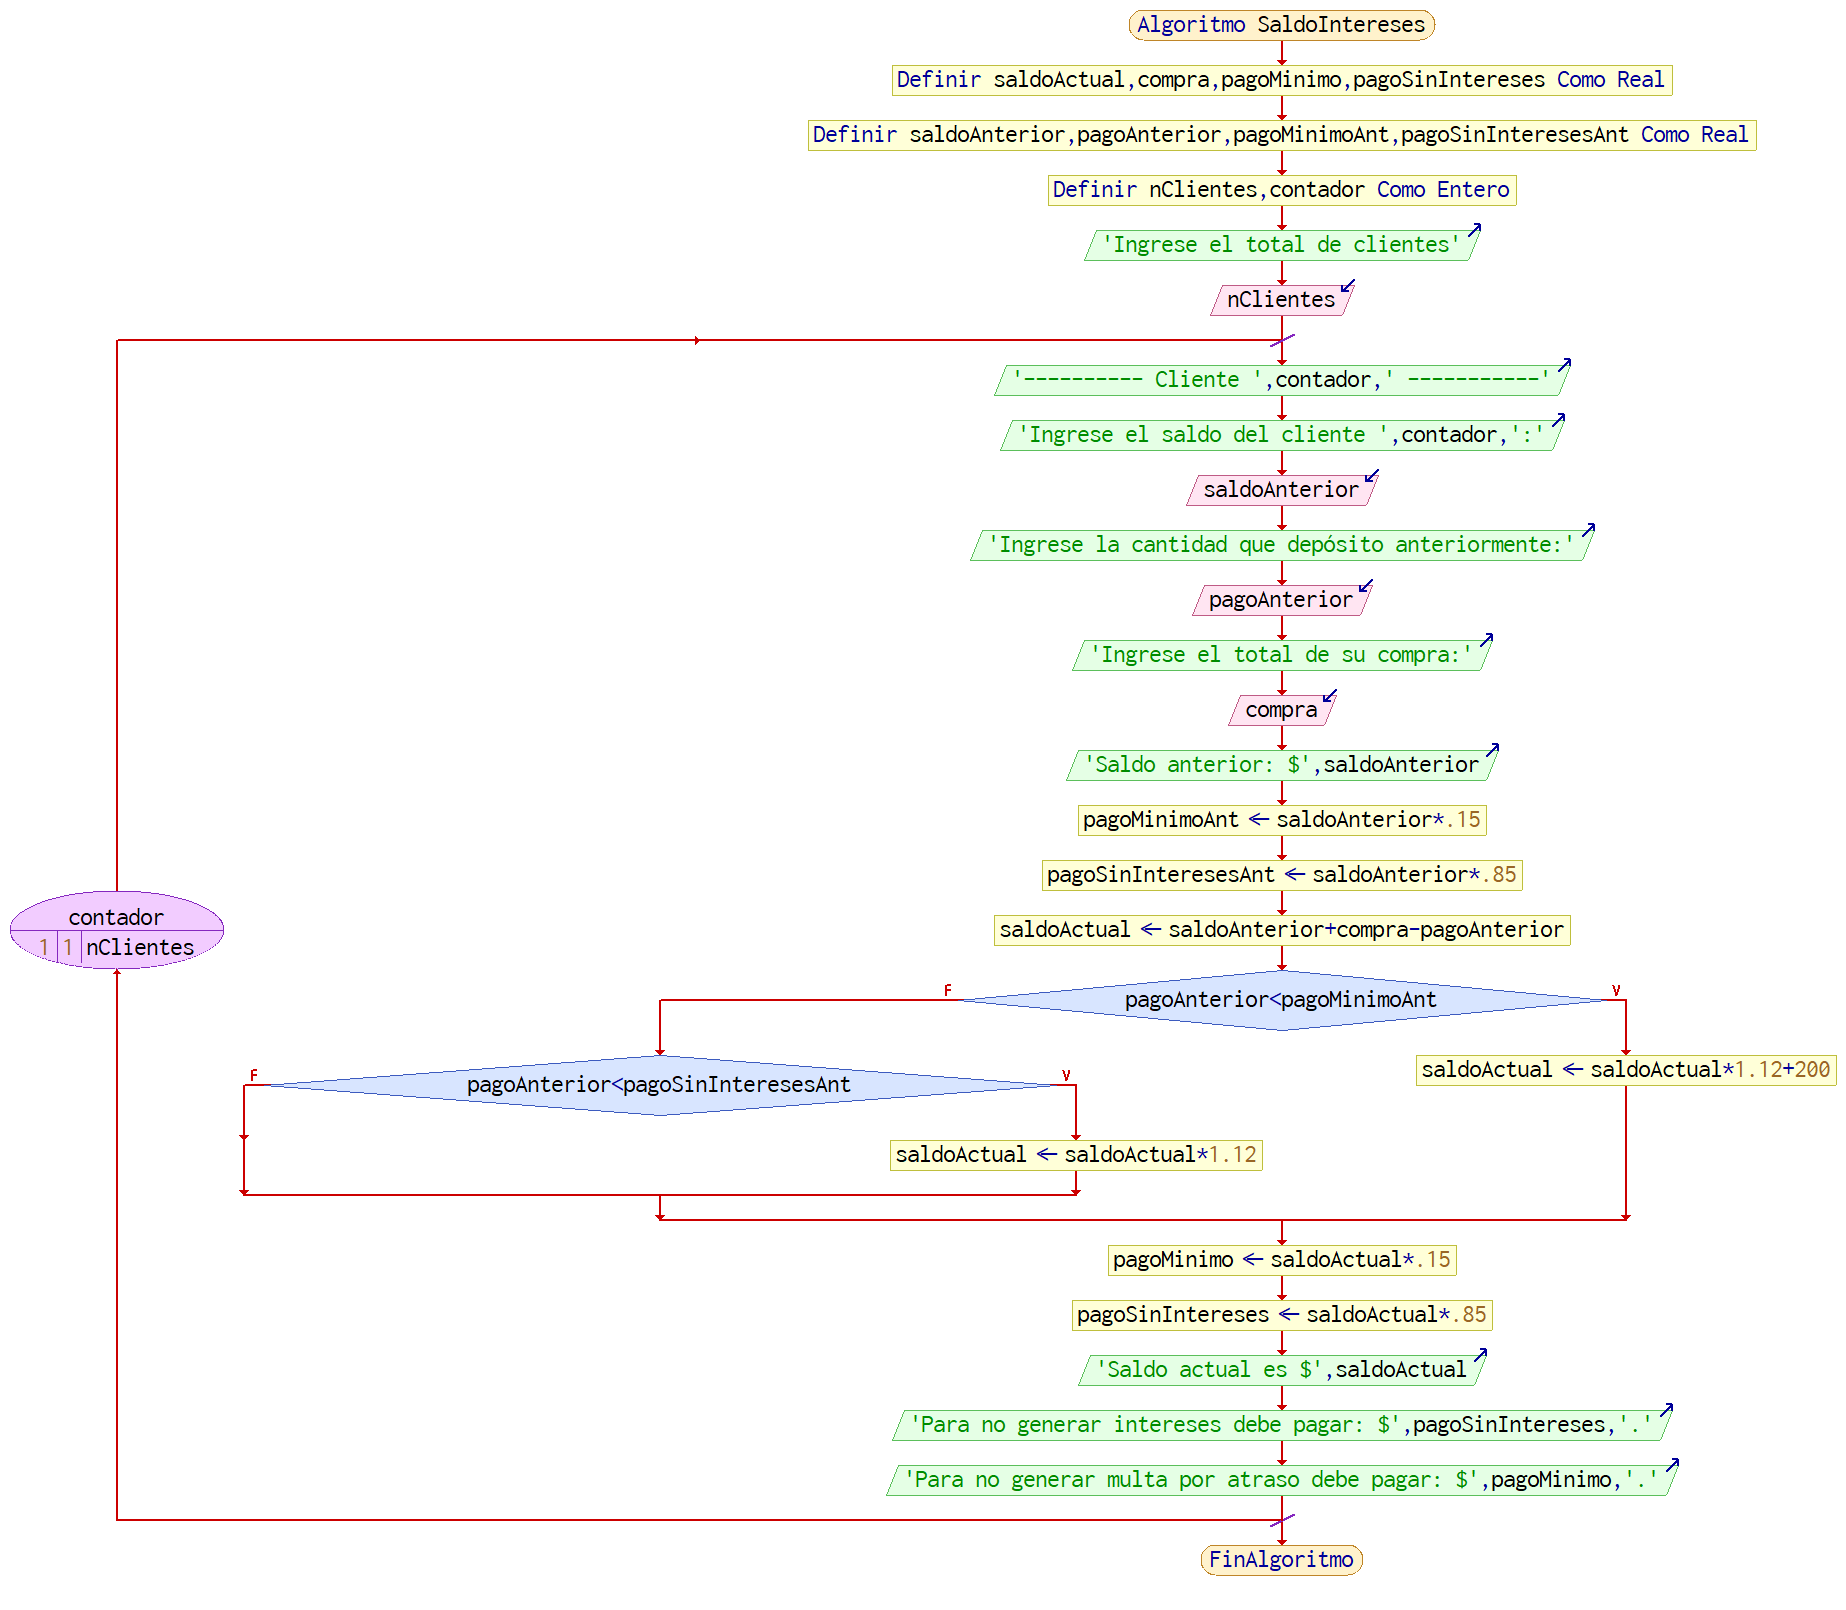 Algoritmo SaldoIntereses
Definir saldoActual,compra,pagoMinimo,pagoSinIntereses Como Real
Definir saldoAnterior,pagoAnterior,pagoMinimoAnt,pagoSinInteresesAnt Como Real
Definir nClientes,contador Como Entero
'Ingrese el total de clientes'
nClientes
'---------- Cliente ',contador,' -----------'
'Ingrese el saldo del cliente ',contador,':'
saldoAnterior
'Ingrese la cantidad que depósito anteriormente:'
pagoAnterior
'Ingrese el total de su compra:'
compra
'Saldo anterior: $',saldoAnterior
pagoMinimoAnt ← saldoAnterior*.15
pagoSinInteresesAnt ← saldoAnterior*.85
contador
1 1 nClientes
saldoActual ← saldoAnterior+compra-pagoAnterior
F V
pagoAnterior<pagoMinimoAnt
saldoActual ← saldoActual*1.12+200
F V
pagoAnterior<pagoSinInteresesAnt
saldoActual ← saldoActual*1.12
pagoMinimo ← saldoActual*.15
pagoSinIntereses ← saldoActual*.85
'Saldo actual es $',saldoActual
'Para no generar intereses debe pagar: $',pagoSinIntereses,'.'
'Para no generar multa por atraso debe pagar: $',pagoMinimo,'.'
FinAlgoritmo